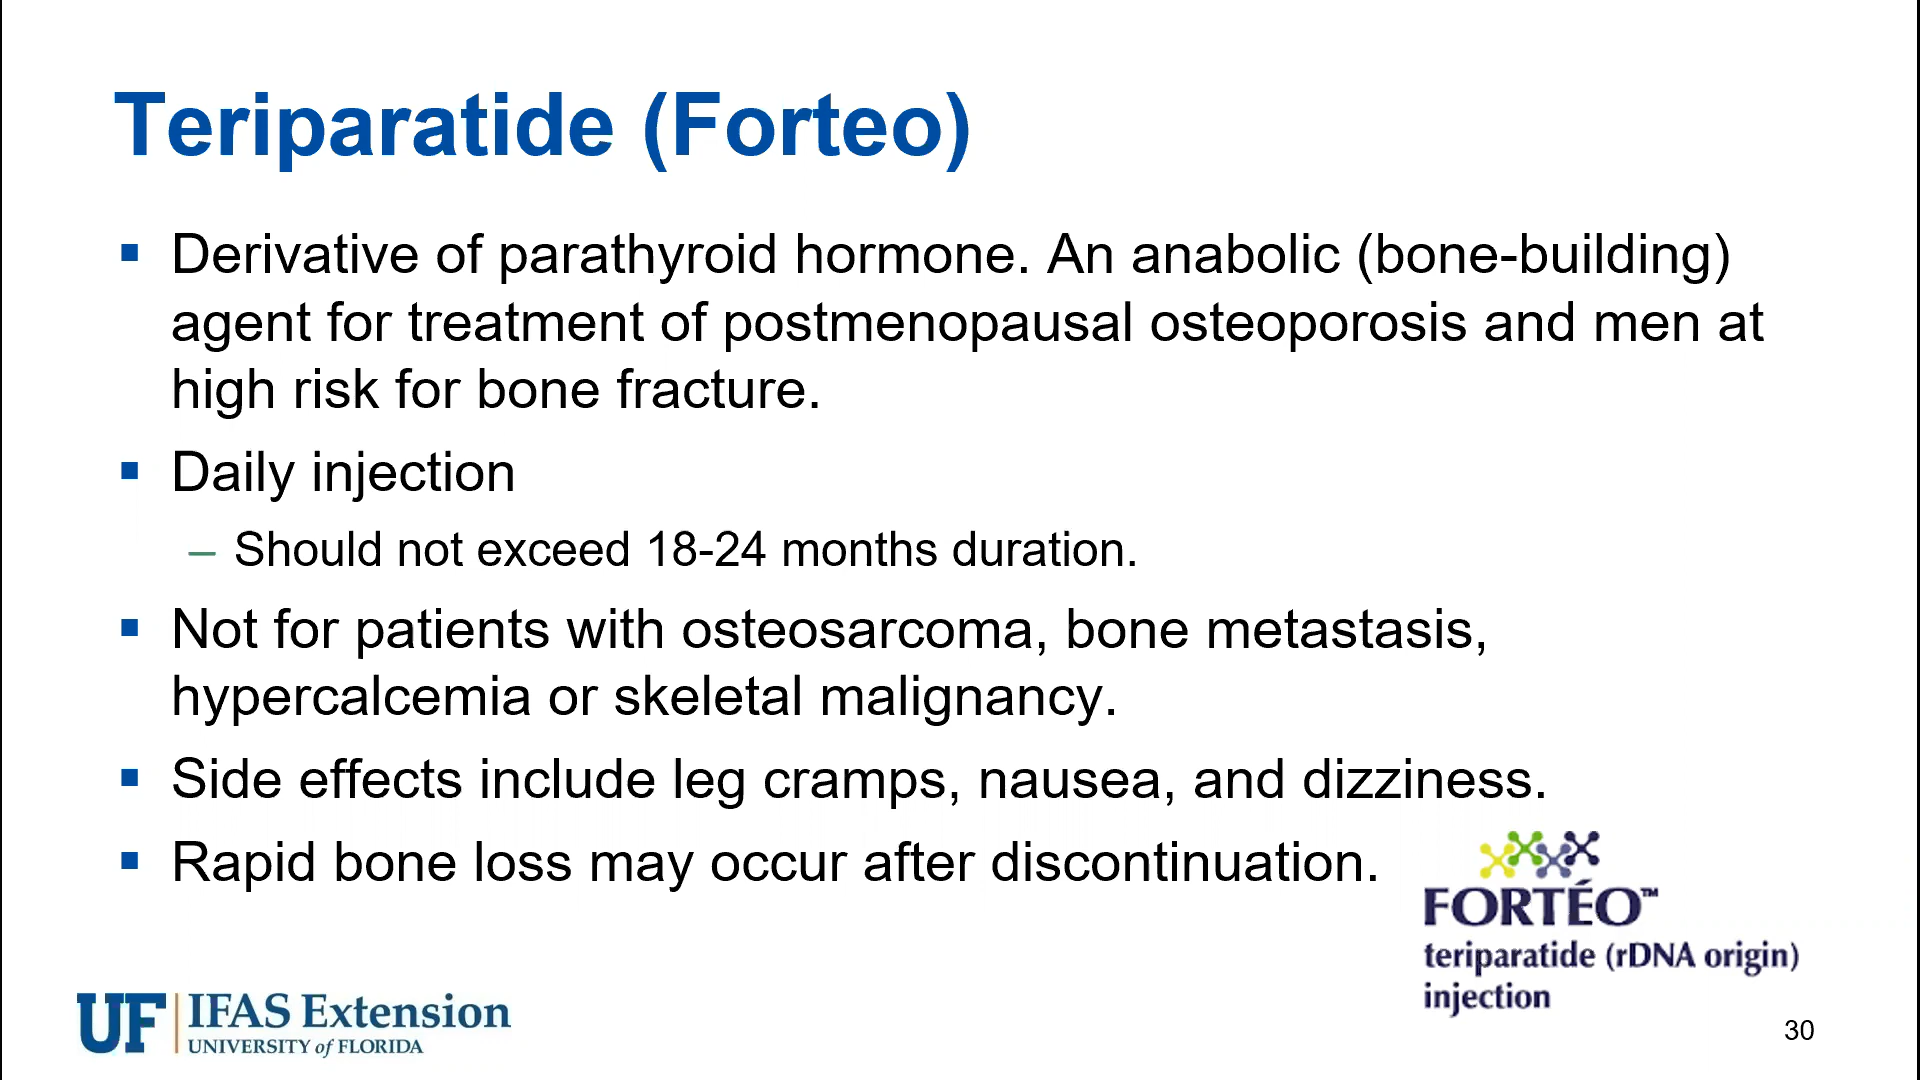 Teriparatide (Forteo)
▪ Derivative of parathyroid hormone. An anabolic (bone-building)
agent for treatment of postmenopausal osteoporosis and men at
high risk for bone fracture.
▪ Daily injection
– Should not exceed 18-24 months duration.
▪ Not for patients with osteosarcoma, bone metastasis,
hypercalcemia or skeletal malignancy.
▪ Side effects include leg cramps, nausea, and dizziness.
▪ Rapid bone loss may occur after discontinuation.
FORTÉO™
teriparatide (rDNA origin)
injection
UF IFAS Extension
UNIVERSITY of FLORIDA
30